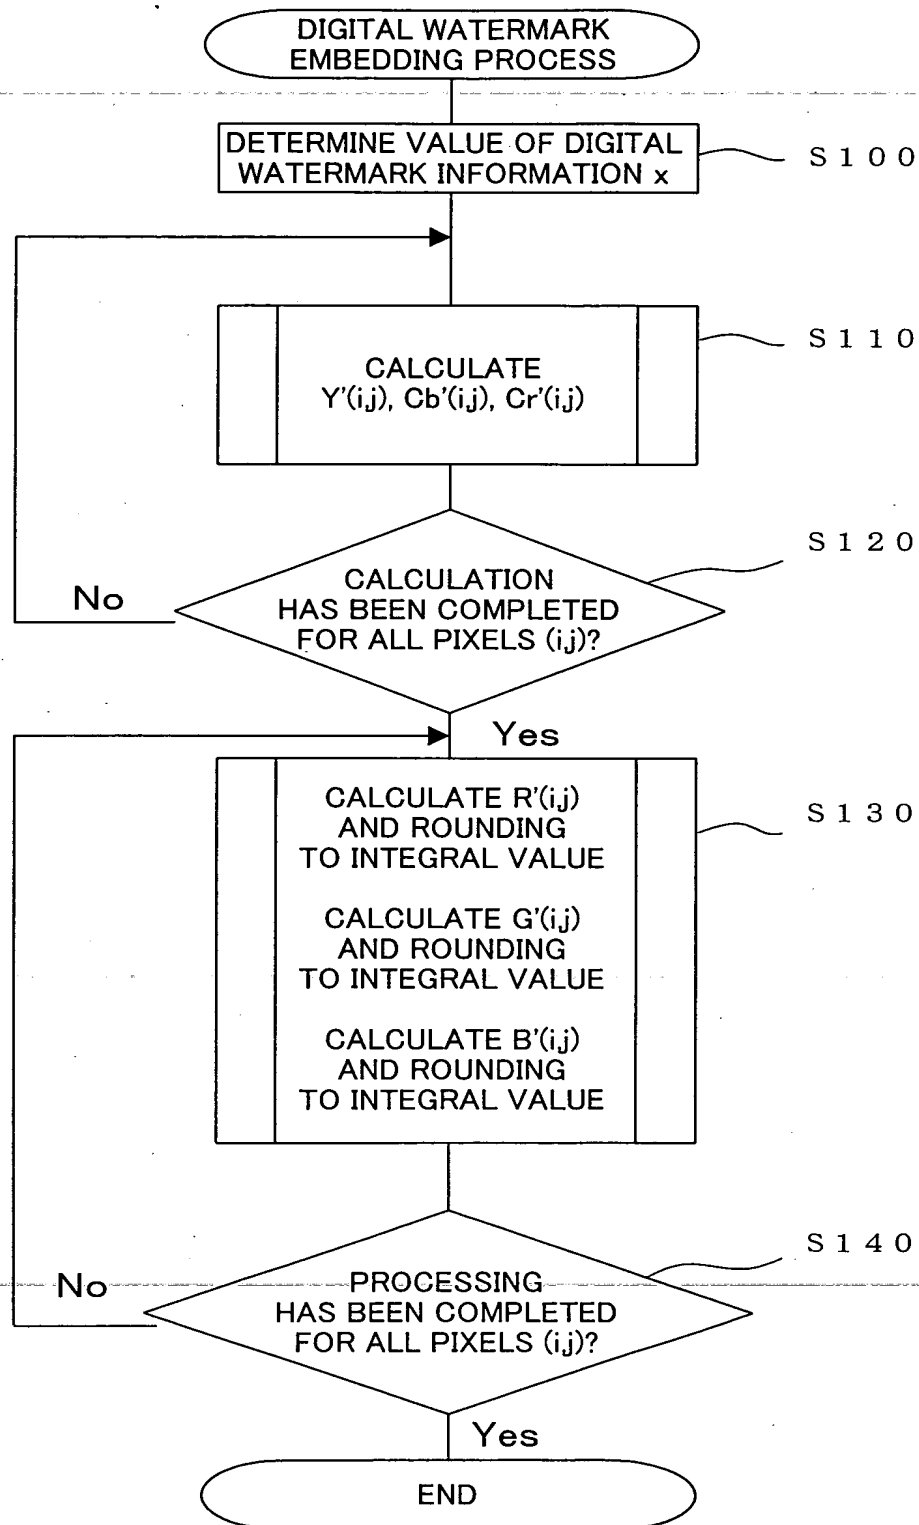 DIGITAL WATERMARK
EMBEDDING PROCESS
DETERMINE VALUE OF DIGITAL
WATERMARK INFORMATION x
S100
CALCULATE
Y'(i,j), Cb'(i,j), Cr'(i,j)
S110
CALCULATION
HAS BEEN COMPLETED
FOR ALL PIXELS (i,j)?
S120
No
Yes
CALCULATE R'(i,j)
AND ROUNDING
TO INTEGRAL VALUE
CALCULATE G'(i,j)
AND ROUNDING
TO INTEGRAL VALUE
CALCULATE B'(i,j)
AND ROUNDING
TO INTEGRAL VALUE
S130
PROCESSING
HAS BEEN COMPLETED
FOR ALL PIXELS (i,j)?
S140
No
Yes
END